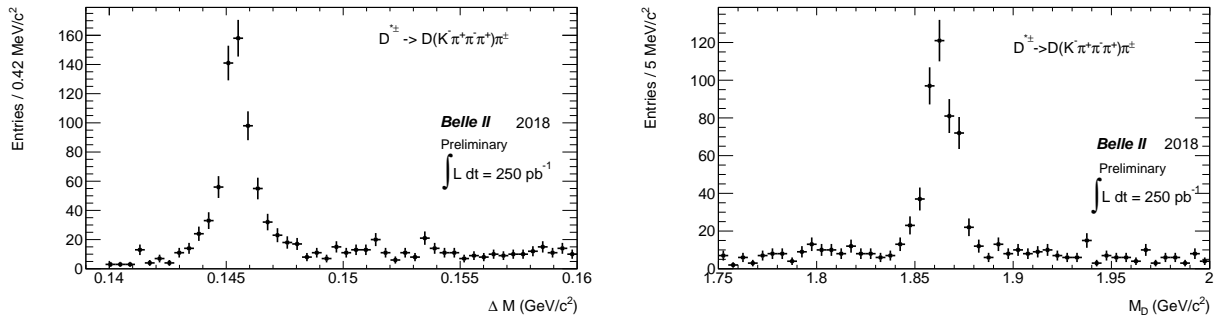 Entries / 0.42 MeV/c²
160
140
120
100
80
60
40
20
0
D*± -> D(K⁻π⁺π⁻π⁺)π±
Belle II 2018
Preliminary
∫ L dt = 250 pb⁻¹
0.14 0.145 0.15 0.155 0.16
Δ M (GeV/c²)
Entries / 5 MeV/c²
120
100
80
60
40
20
0
D*±->D(K⁻π⁺π⁻π⁺)π±
Belle II 2018
Preliminary
∫ L dt = 250 pb⁻¹
1.75 1.8 1.85 1.9 1.95 2
M_D (GeV/c²)